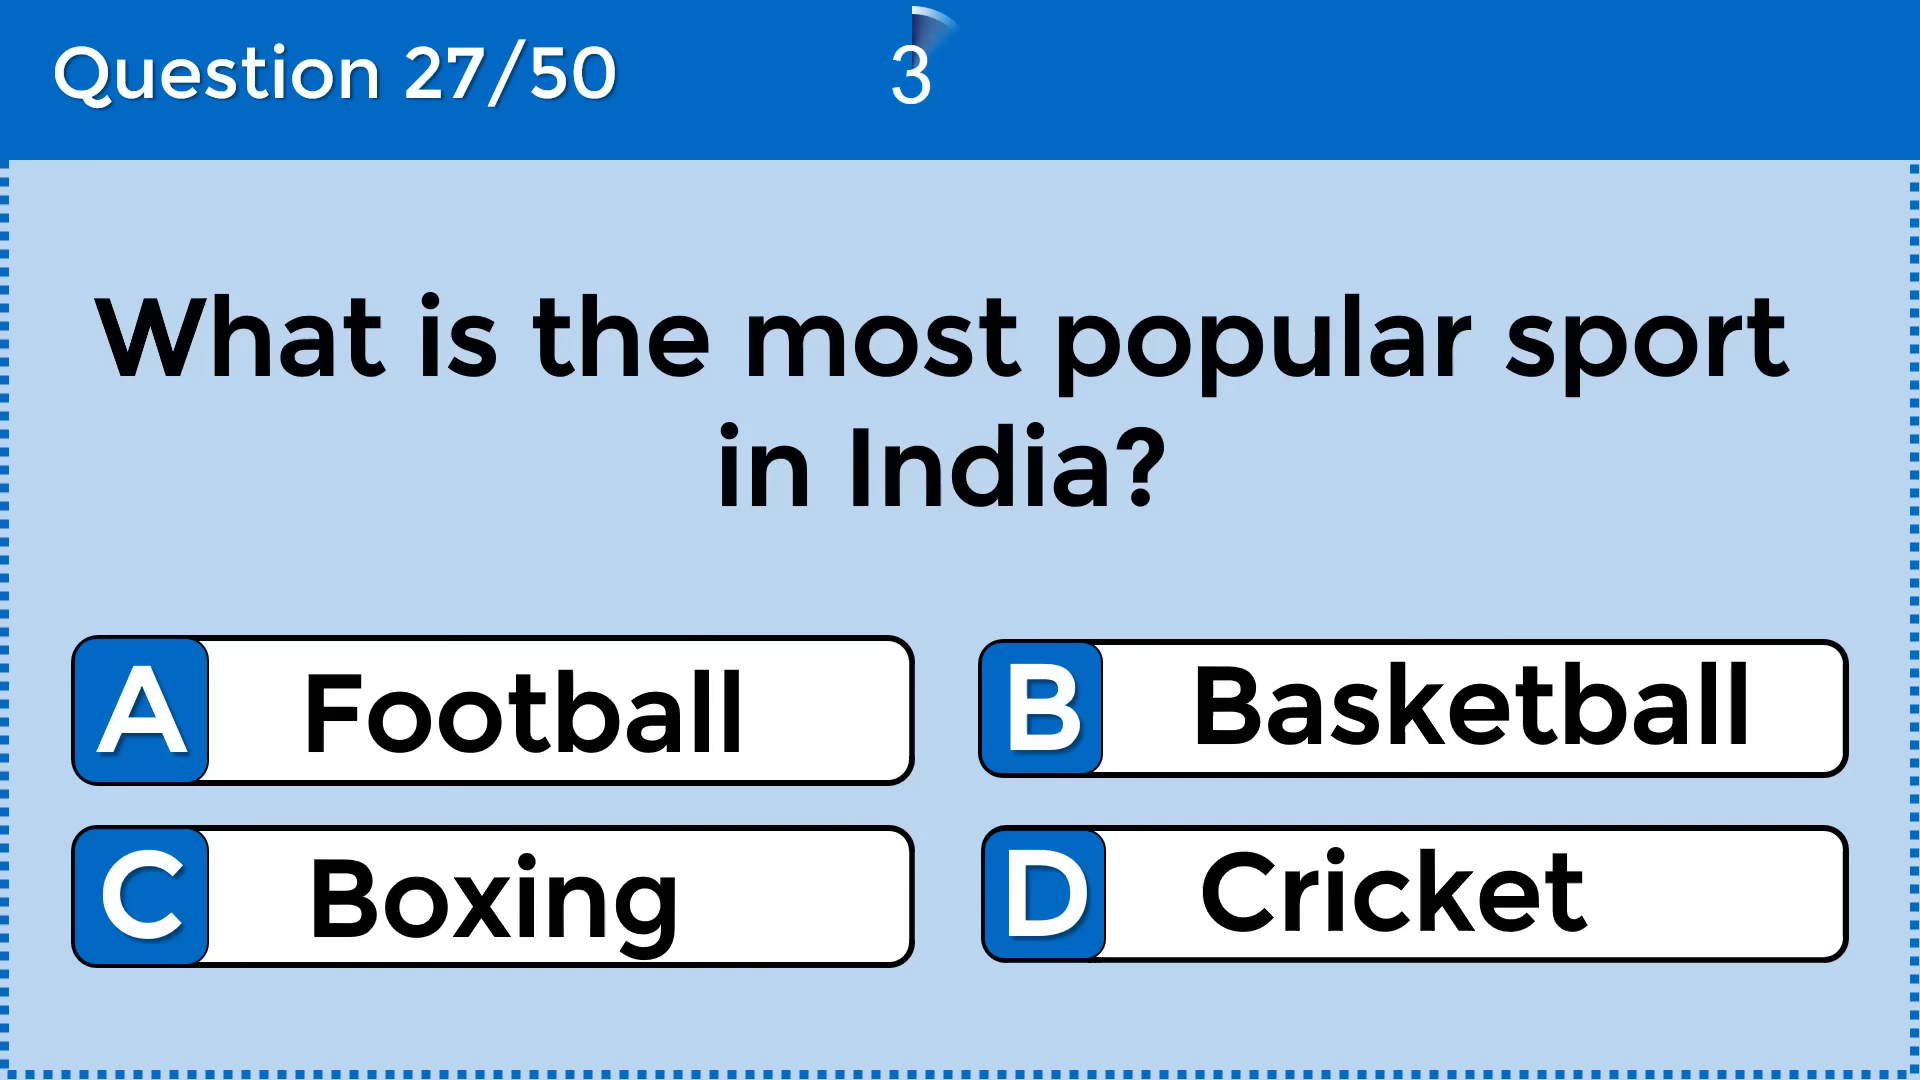 Question 27/50
3
What is the most popular sport
in India?
A Football
B Basketball
C Boxing
D Cricket